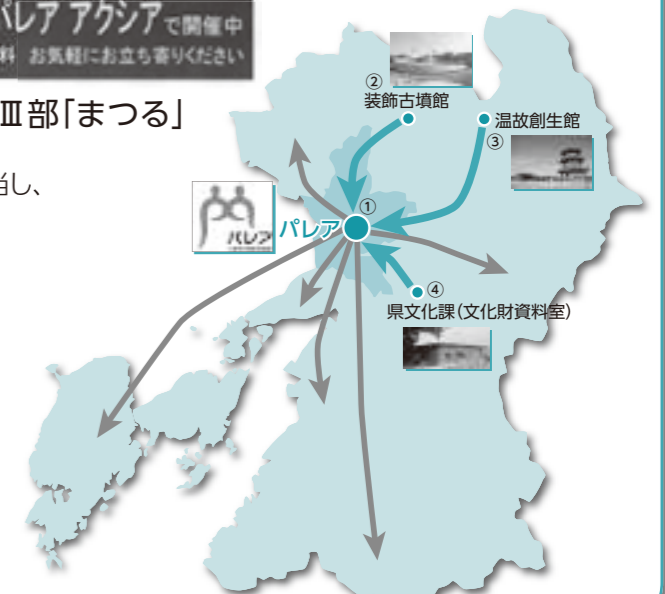 パレア アクシアで開催中
料 お気軽にお立ち寄りください
Ⅲ部「まつる」
当し、
②
装飾古墳館
温故創生館
③
①
パレア
パレア
④
県文化課(文化財資料室)